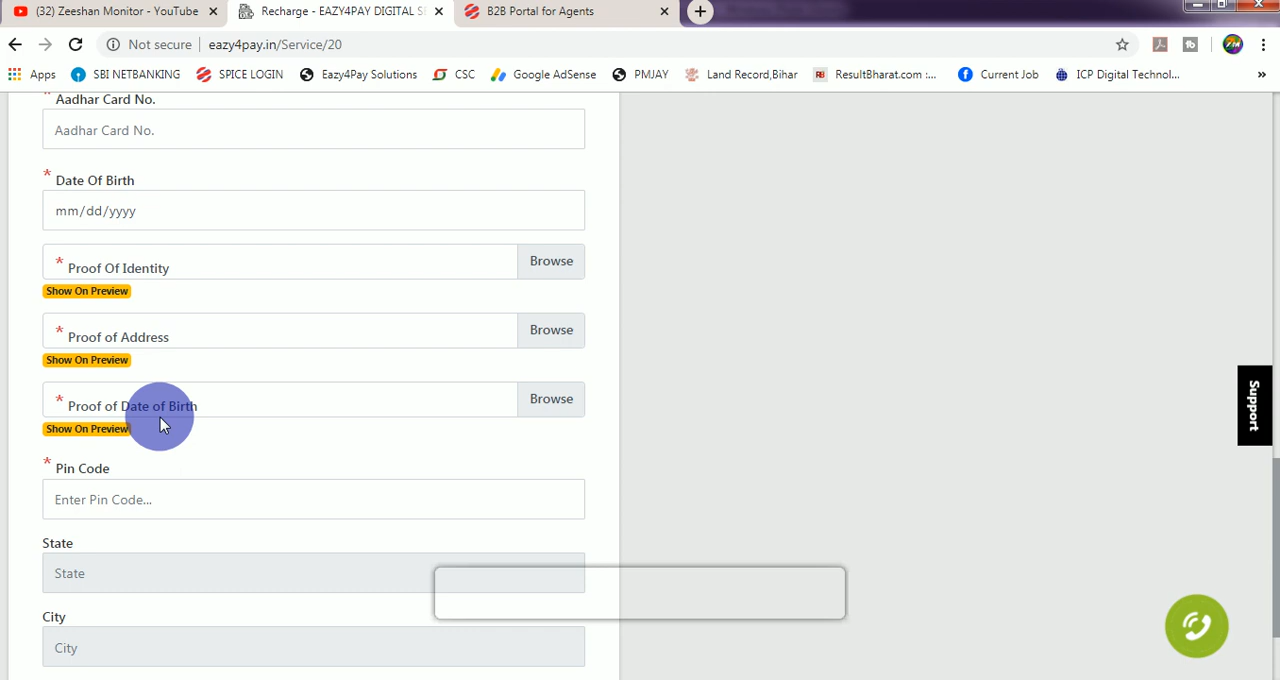 (32) Zeeshan Monitor - YouTube
Recharge - EAZY4PAY DIGITAL S
B2B Portal for Agents
Not secure
eazy4pay.in/Service/20
Apps
SBI NETBANKING
SPICE LOGIN
Eazy4Pay Solutions
CSC
Google AdSense
PMJAY
Land Record,Bihar
RB
ResultBharat.com :...
Current Job
ICP Digital Technol...
»
* Aadhar Card No.
Aadhar Card No.
* Date Of Birth
mm/dd/yyyy
* Proof Of Identity
Browse
Show On Preview
* Proof of Address
Browse
Show On Preview
* Proof of Date of Birth
Browse
Show On Preview
* Pin Code
Enter Pin Code...
State
State
City
City
Support